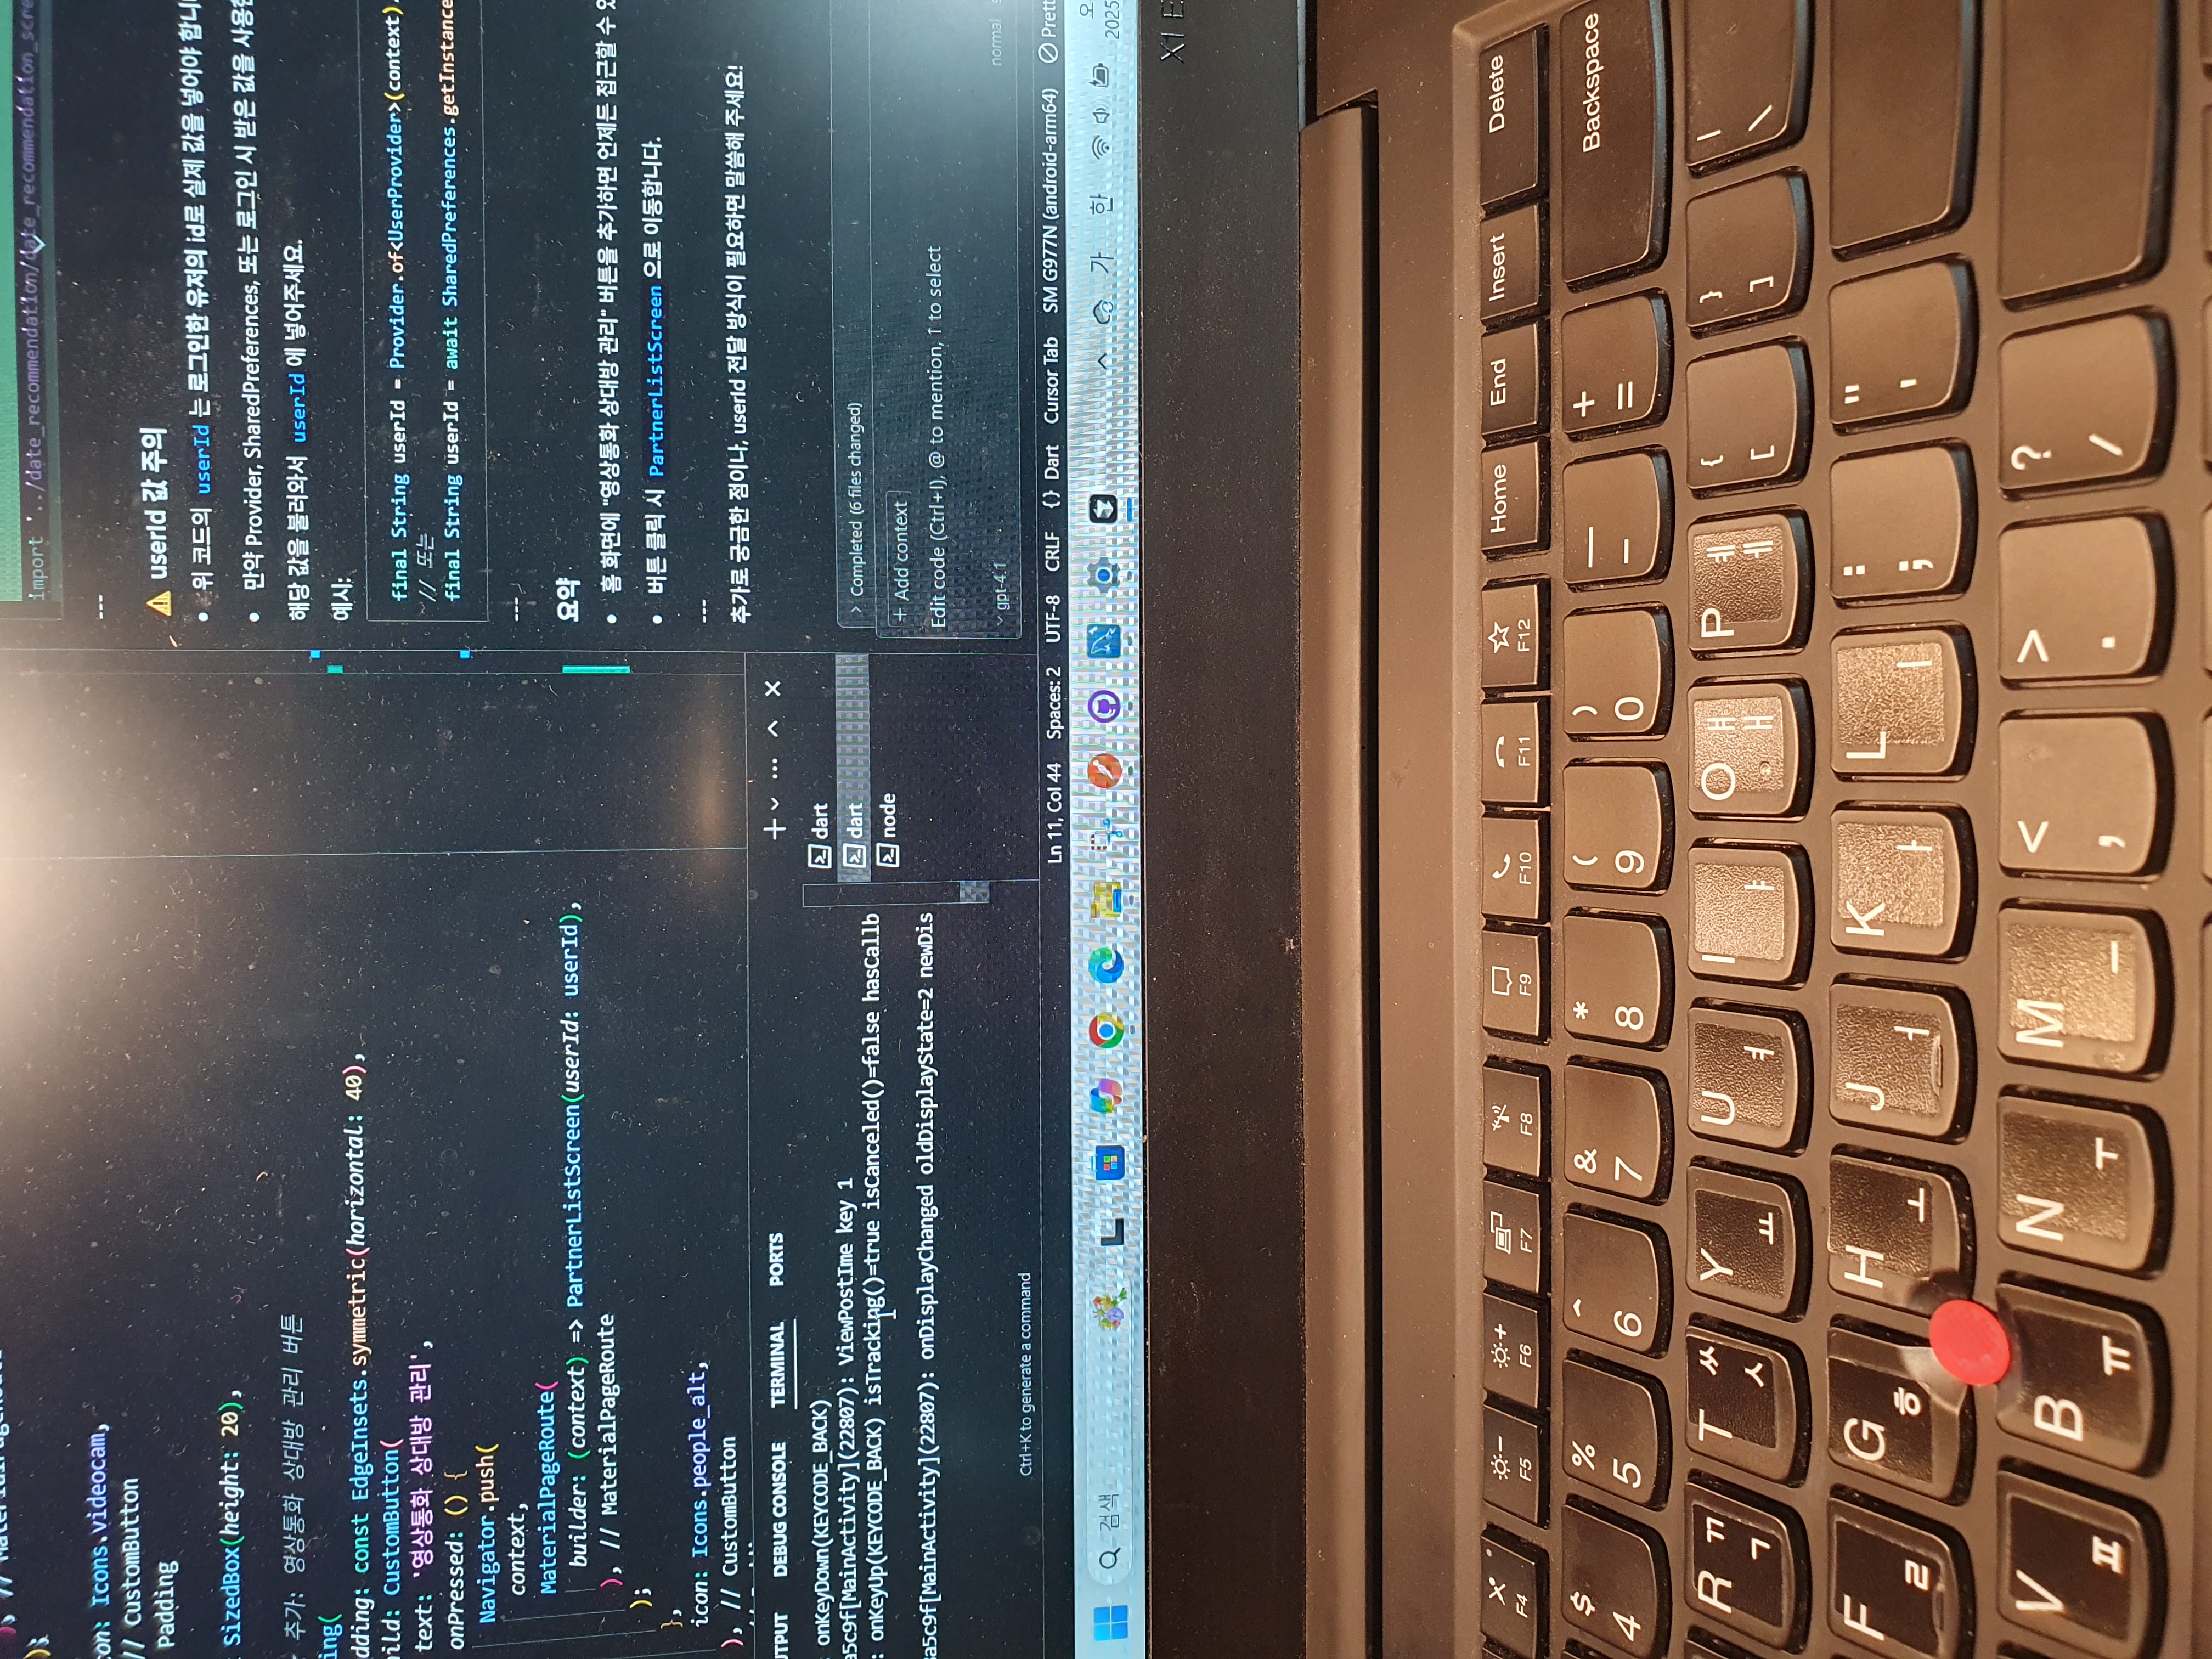 );
con: Icons.videocam,
// CustomButton
Padding
SizedBox(height: 20),
추가: 영상통화 상대방 관리 버튼
ing(
dding: const EdgeInsets.symmetric(horizontal: 40),
ild: CustomButton(
text: '영상통화 상대방 관리',
onPressed: () {
Navigator.push(
context,
MaterialPageRoute(
builder: (context) => PartnerListScreen(userId: userId),
), // MaterialPageRoute
);
},
icon: Icons.people_alt,
), // CustomButton
import '../date_recommendation/date_recommendation_scre
---
⚠ userId 값 주의
• 위 코드의 userId 는 로그인한 유저의 id로 실제 값을 넣어야 합니
• 만약 Provider, SharedPreferences, 또는 로그인 시 받은 값을 사용
해당 값을 불러와서 userId 에 넣어주세요.
예시:
final String userId = Provider.of<UserProvider>(context).
// 또는
final String userId = await SharedPreferences.getInstance
---
요약
• 홈 화면에 "영상통화 상대방 관리" 버튼을 추가하면 언제든 접근할 수
• 버튼 클릭 시 PartnerListScreen 으로 이동합니다.
---
추가로 궁금한 점이나, userId 전달 방식이 필요하면 말씀해 주세요!
Completed (6 files changed)
+ Add context
Edit code (Ctrl+I), @ to mention, ↑ to select
gpt-4.1 normal
UTPUT DEBUG CONSOLE TERMINAL PORTS
onKeyDown(KEYCODE_BACK)
a5c9f[MainActivity](22807): ViewPostIme key 1
: onKeyUp(KEYCODE_BACK) isTracking()=true isCanceled()=false hasCallb
a5c9f[MainActivity](22807): onDisplayChanged oldDisplayState=2 newDis
Ctrl+K to generate a command
dart
dart
node
Ln 11, Col 44 Spaces: 2 UTF-8 CRLF {} Dart Cursor Tab SM G977N (android-arm64) Prett
검색 가 한 오
2025
X1 E
F4 F5 F6 F7 F8 F9 F10 F11 F12 Home End Insert Delete
$ % ^ & * ( ) — + Backspace
4 5 6 7 8 9 0 - =
R ㄲ T ㅆ Y U I O ㅒ P ㅖ { } |
ㄱ ㅅ ㅛ ㅕ ㅑ ㅐ ㅔ [ ] \
F G H J K L : "
ㄹ ㅎ ㅗ ㅓ ㅏ ㅣ ; '
V B N M < > ?
ㅍ ㅠ ㅜ ㅡ , . /